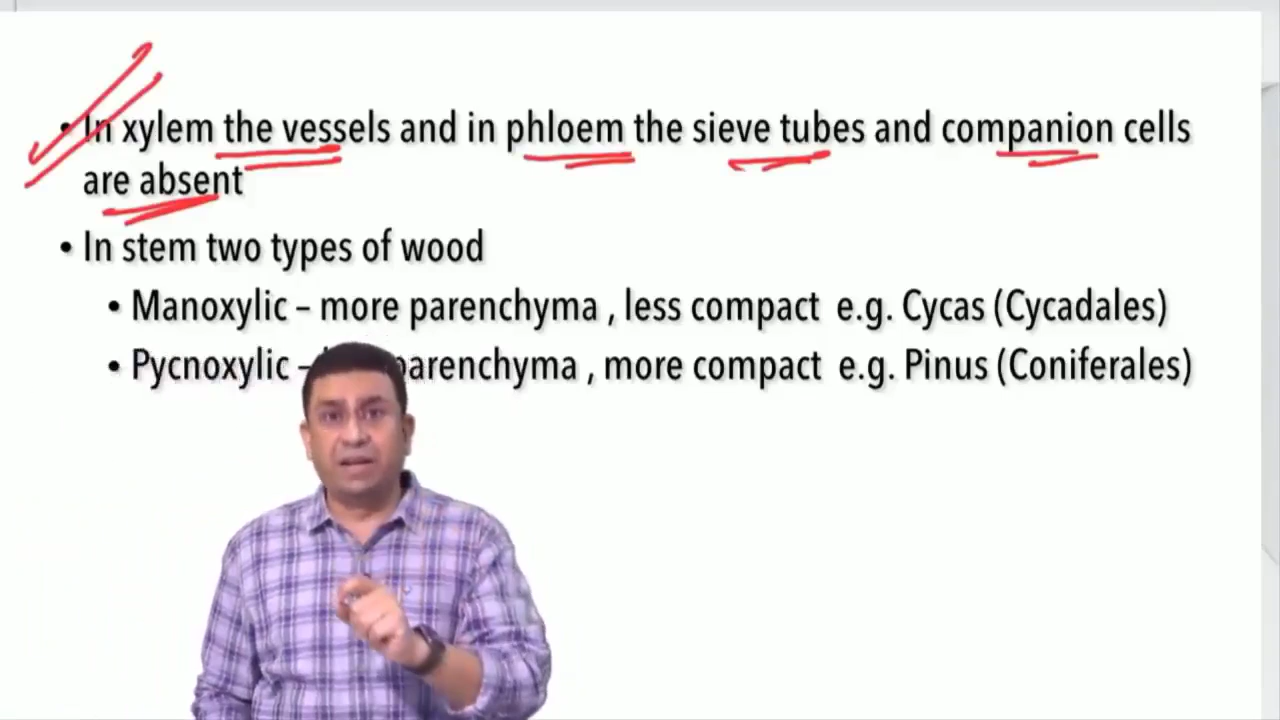 • In xylem the vessels and in phloem the sieve tubes and companion cells
are absent
• In stem two types of wood
• Manoxylic – more parenchyma , less compact e.g. Cycas (Cycadales)
• Pycnoxylic – parenchyma , more compact e.g. Pinus (Coniferales)